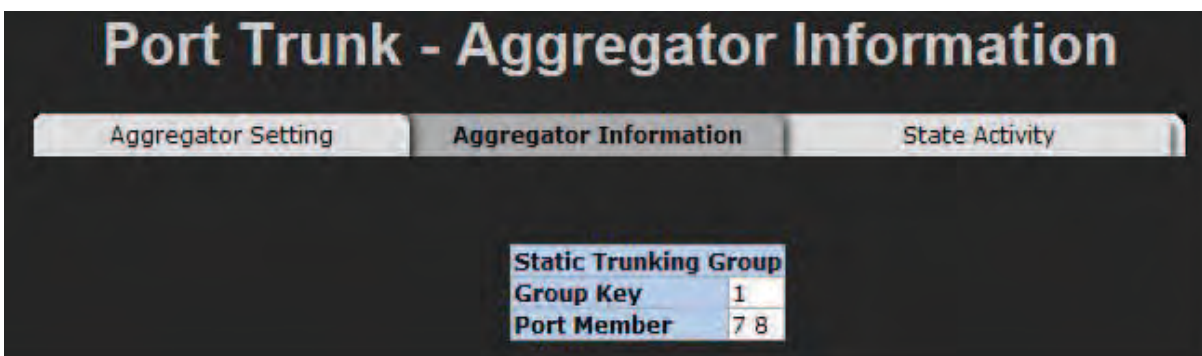 Port Trunk - Aggregator Information
Aggregator Setting Aggregator Information State Activity
Static Trunking Group
Group Key 1
Port Member 7 8